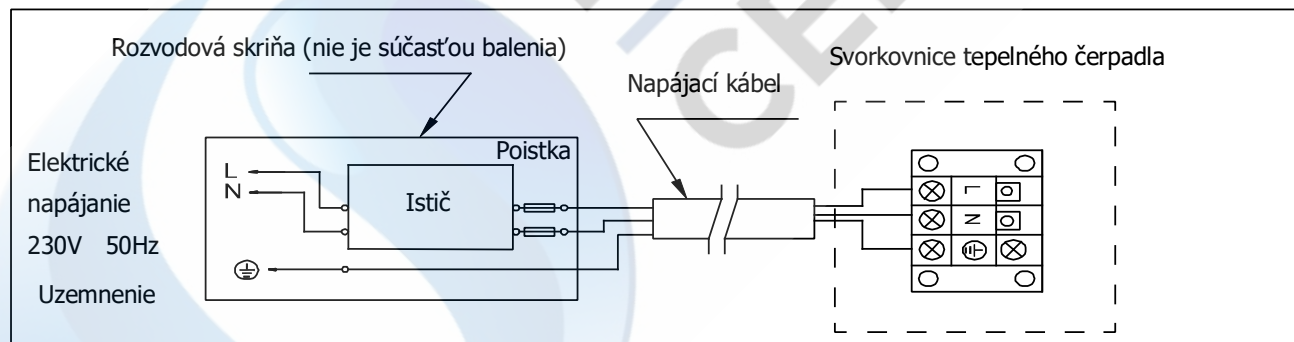 Rozvodová skriňa (nie je súčasťou balenia)
Svorkovnice tepelného čerpadla
Napájací kábel
Poistka
Elektrické
napájanie
230V 50Hz
Uzemnenie
L
N
Istič
L
N